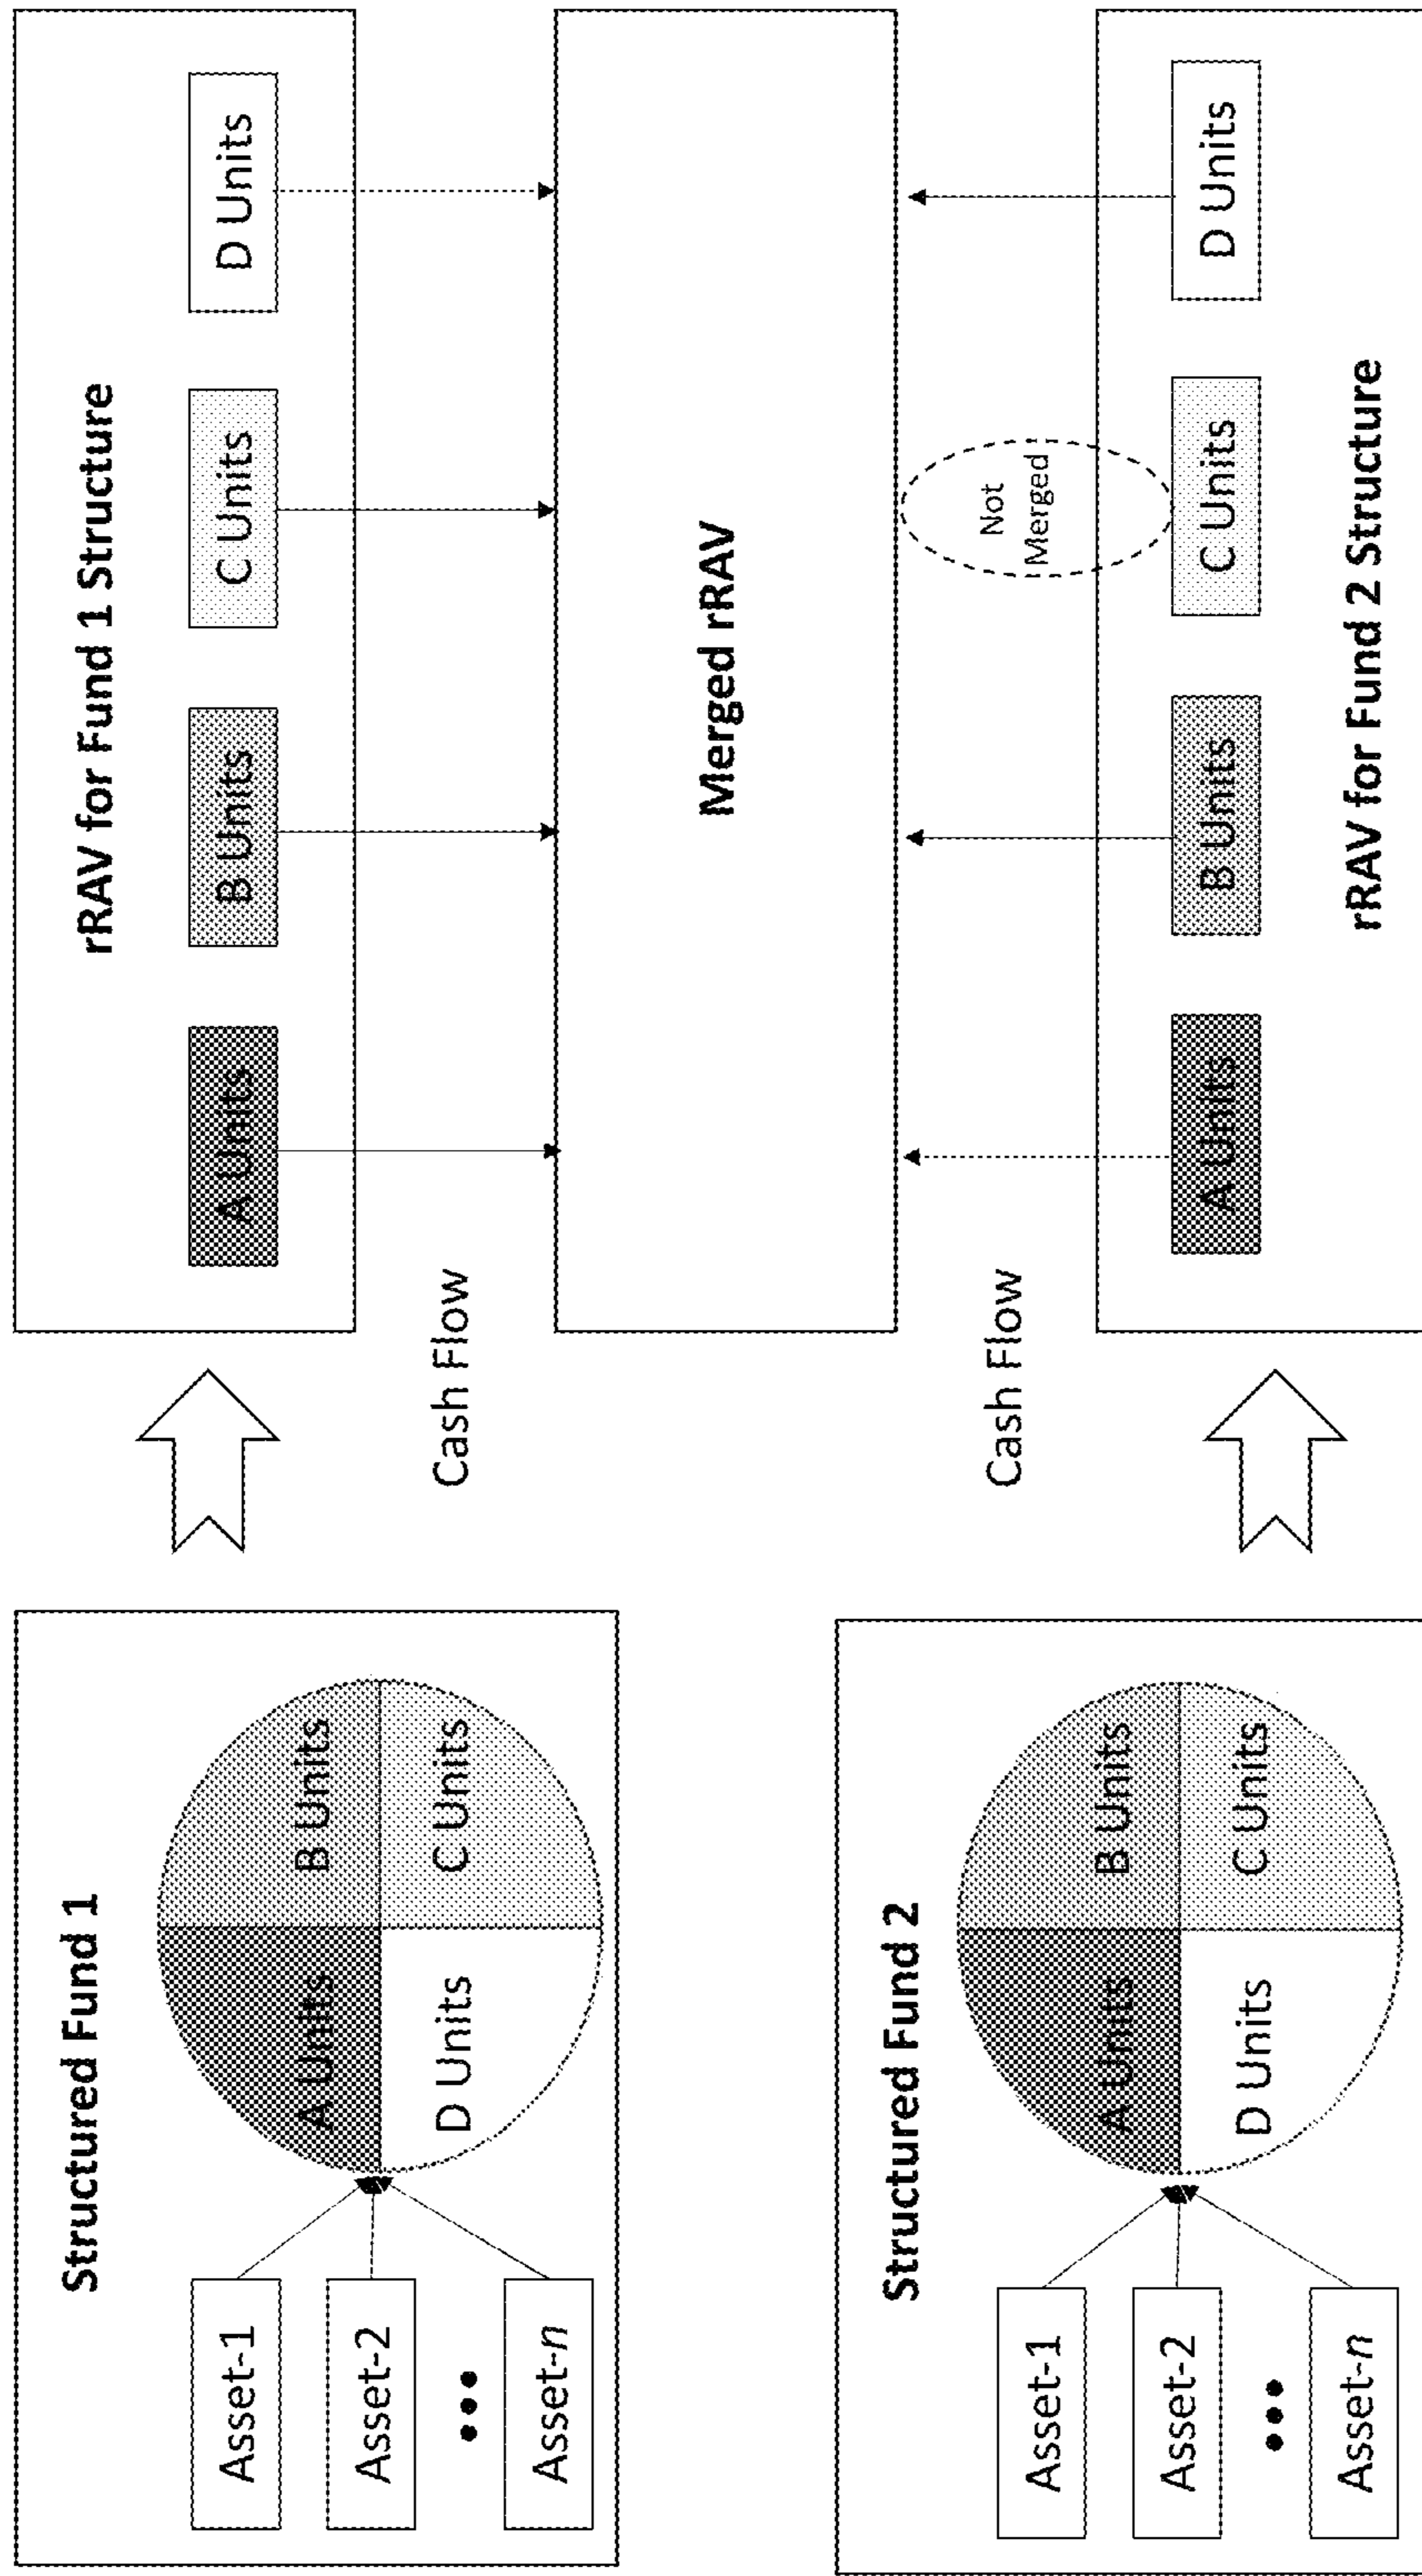 Structured Fund 1
Asset-1
Asset-2
•••
Asset-n
A Units
B Units
D Units
C Units
rRAV for Fund 1 Structure
A Units
B Units
C Units
D Units
Cash Flow
Merged rRAV
Cash Flow
Not
Merged
Structured Fund 2
Asset-1
Asset-2
•••
Asset-n
A Units
B Units
D Units
C Units
A Units
B Units
C Units
D Units
rRAV for Fund 2 Structure